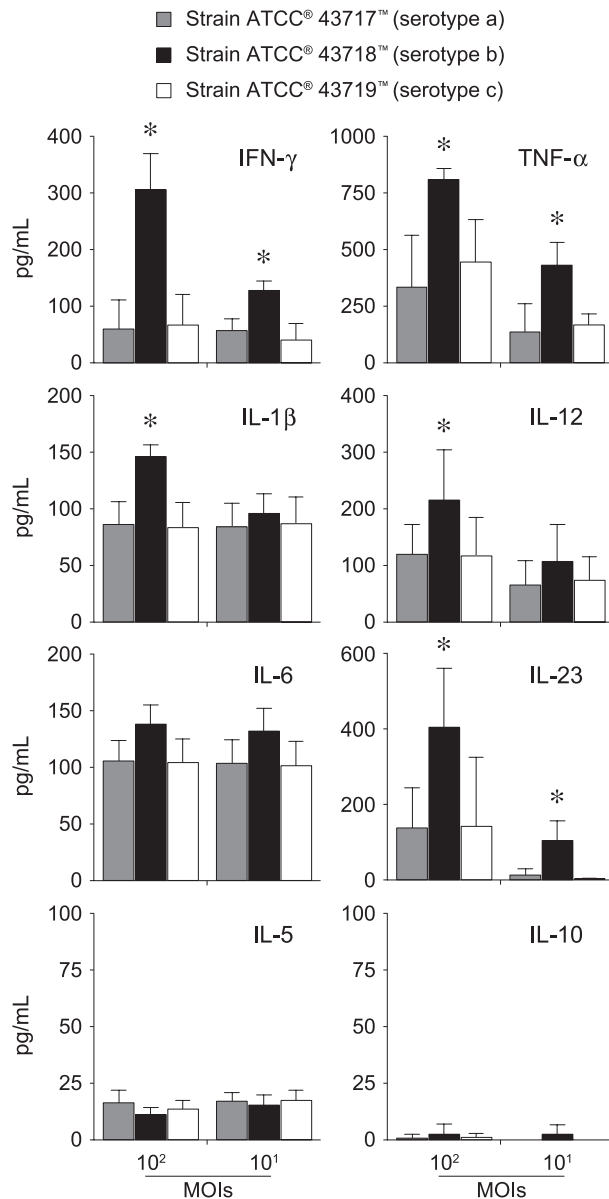 Strain ATCC® 43717™ (serotype a)
Strain ATCC® 43718™ (serotype b)
Strain ATCC® 43719™ (serotype c)
IFN-γ
pg/mL
400
300
200
100
0
*
*
TNF-α
1000
750
500
250
0
*
*
IL-1β
pg/mL
200
150
100
50
0
*
IL-12
400
300
200
100
0
*
IL-6
pg/mL
200
150
100
50
0
IL-23
600
400
200
0
*
*
IL-5
pg/mL
100
75
50
25
0
10² 10¹
MOIs
IL-10
100
75
50
25
0
10² 10¹
MOIs